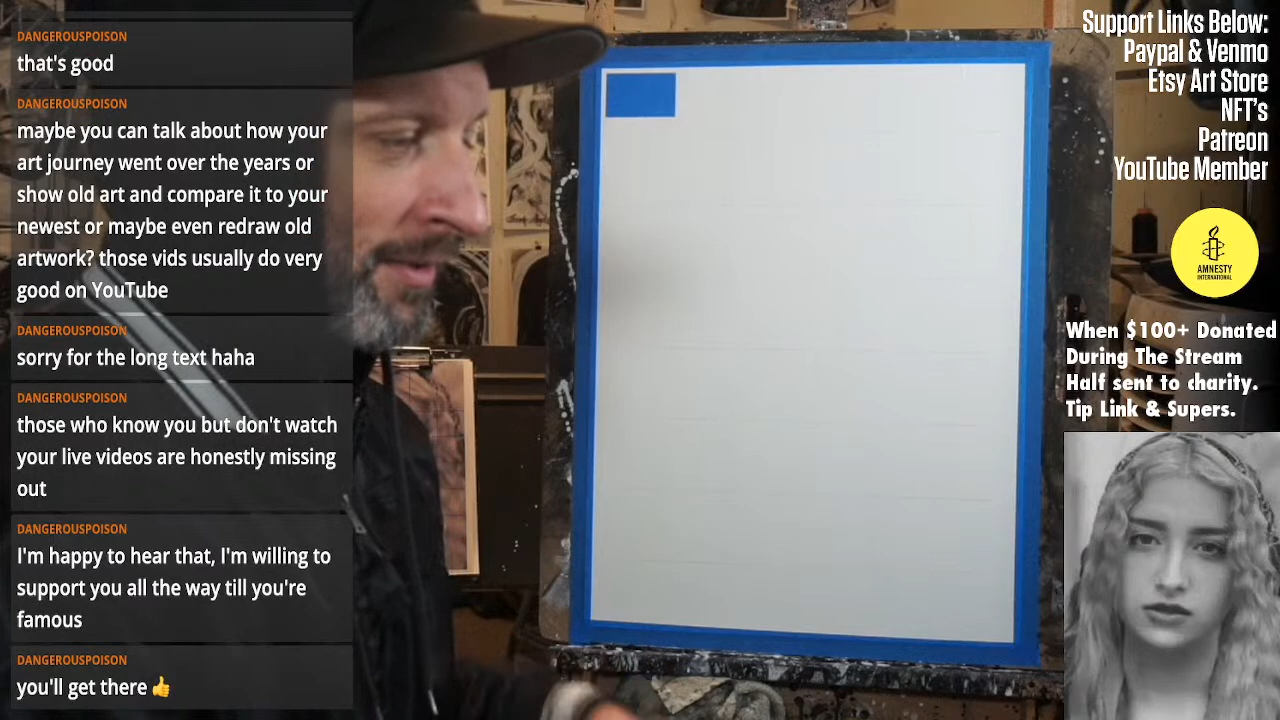 DANGEROUSPOISON
that's good
DANGEROUSPOISON
maybe you can talk about how your
art journey went over the years or
show old art and compare it to your
newest or maybe even redraw old
artwork? those vids usually do very
good on YouTube
DANGEROUSPOISON
sorry for the long text haha
DANGEROUSPOISON
those who know you but don't watch
your live videos are honestly missing
out
DANGEROUSPOISON
I'm happy to hear that, I'm willing to
support you all the way till you're
famous
DANGEROUSPOISON
you'll get there 👍
Support Links Below:
Paypal & Venmo
Etsy Art Store
NFT's
Patreon
YouTube Member
AMNESTY
INTERNATIONAL
When $100+ Donated
During The Stream
Half sent to charity.
Tip Link & Supers.